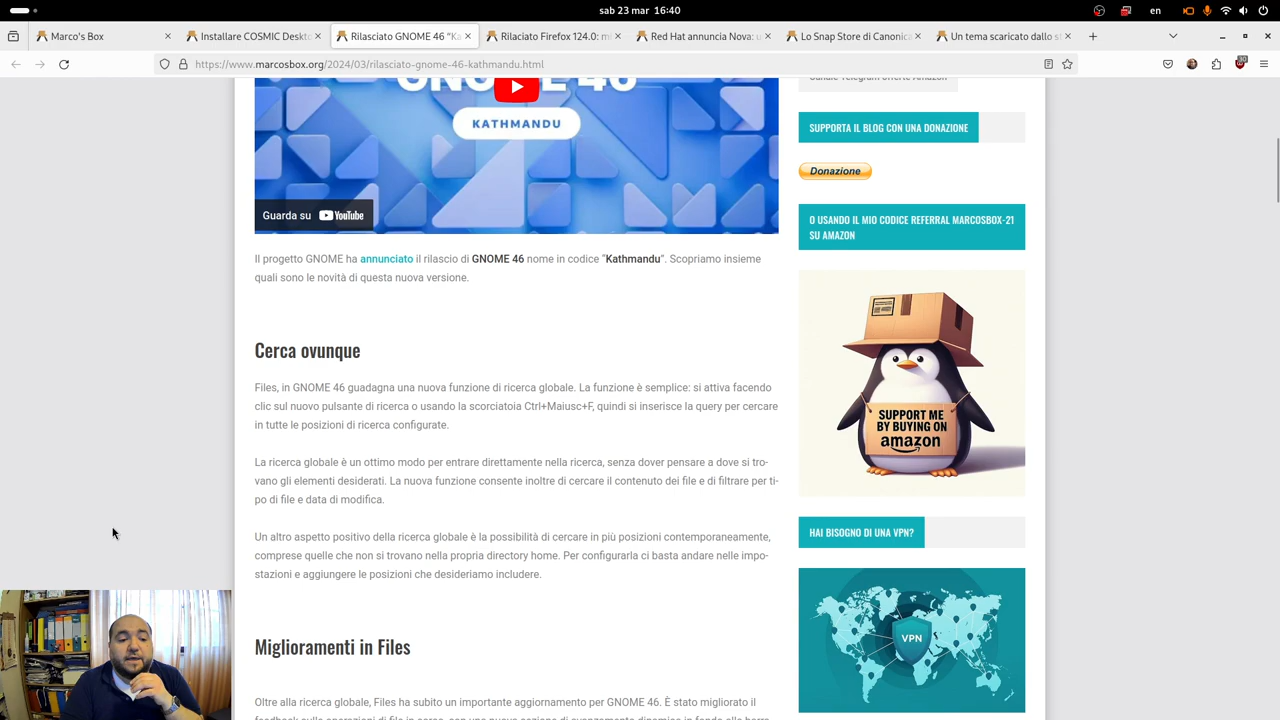 sab 23 mar 16:40
en
Marco's Box
Installare COSMIC Deskto
Rilasciato GNOME 46 "Ka
Rilaciato Firefox 124.0: mi
Red Hat annuncia Nova: u
Lo Snap Store di Canonica
Un tema scaricato dallo st
https://www.marcosbox.org/2024/03/rilasciato-gnome-46-kathmandu.html
KATHMANDU
Guarda su YouTube
Il progetto GNOME ha annunciato il rilascio di GNOME 46 nome in codice "Kathmandu". Scopriamo insieme
quali sono le novità di questa nuova versione.
Cerca ovunque
Files, in GNOME 46 guadagna una nuova funzione di ricerca globale. La funzione è semplice: si attiva facendo
clic sul nuovo pulsante di ricerca o usando la scorciatoia Ctrl+Maiusc+F, quindi si inserisce la query per cercare
in tutte le posizioni di ricerca configurate.
La ricerca globale è un ottimo modo per entrare direttamente nella ricerca, senza dover pensare a dove si tro-
vano gli elementi desiderati. La nuova funzione consente inoltre di cercare il contenuto dei file e di filtrare per ti-
po di file e data di modifica.
Un altro aspetto positivo della ricerca globale è la possibilità di cercare in più posizioni contemporaneamente,
comprese quelle che non si trovano nella propria directory home. Per configurarla ci basta andare nelle impo-
stazioni e aggiungere le posizioni che desideriamo includere.
Miglioramenti in Files
Oltre alla ricerca globale, Files ha subito un importante aggiornamento per GNOME 46. È stato migliorato il
Canale Telegram Offerte Amazon
SUPPORTA IL BLOG CON UNA DONAZIONE
Donazione
O USANDO IL MIO CODICE REFERRAL MARCOSBOX-21
SU AMAZON
SUPPORT ME
BY BUYING ON
amazon
HAI BISOGNO DI UNA VPN?
VPN